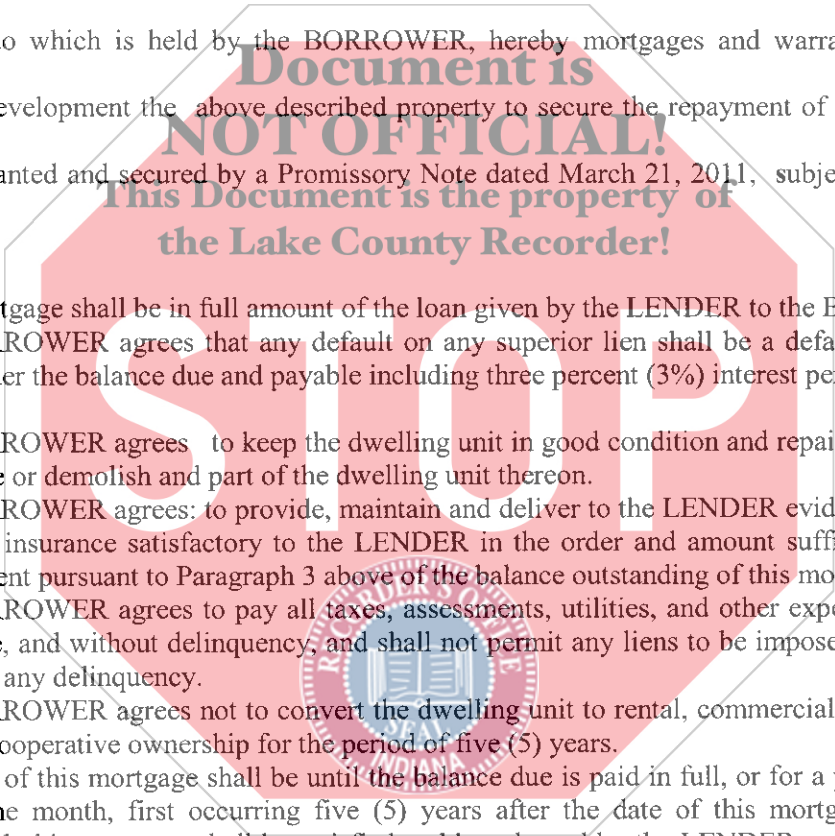 o which is held by the BORROWER, hereby mortgages and warra
Document is
evelopment the above described property to secure the repayment of
NOT OFFICIAL!
anted and secured by a Promissory Note dated March 21, 2011, subje
This Document is the property of
the Lake County Recorder!
tgage shall be in full amount of the loan given by the LENDER to the B
ROWER agrees that any default on any superior lien shall be a defa
er the balance due and payable including three percent (3%) interest pe
STOP
ROWER agrees to keep the dwelling unit in good condition and repai
e or demolish and part of the dwelling unit thereon.
ROWER agrees: to provide, maintain and deliver to the LENDER evid
insurance satisfactory to the LENDER in the order and amount suffi
ent pursuant to Paragraph 3 above of the balance outstanding of this mo
ROWER agrees to pay all taxes, assessments, utilities, and other expe
e, and without delinquency, and shall not permit any liens to be impose
any delinquency.
RECORDER'S OFFICE
SEAL
INDIANA
ROWER agrees not to convert the dwelling unit to rental, commercial
ooperative ownership for the period of five (5) years.
of this mortgage shall be until the balance due is paid in full, or for a
ne month, first occurring five (5) years after the date of this mortg